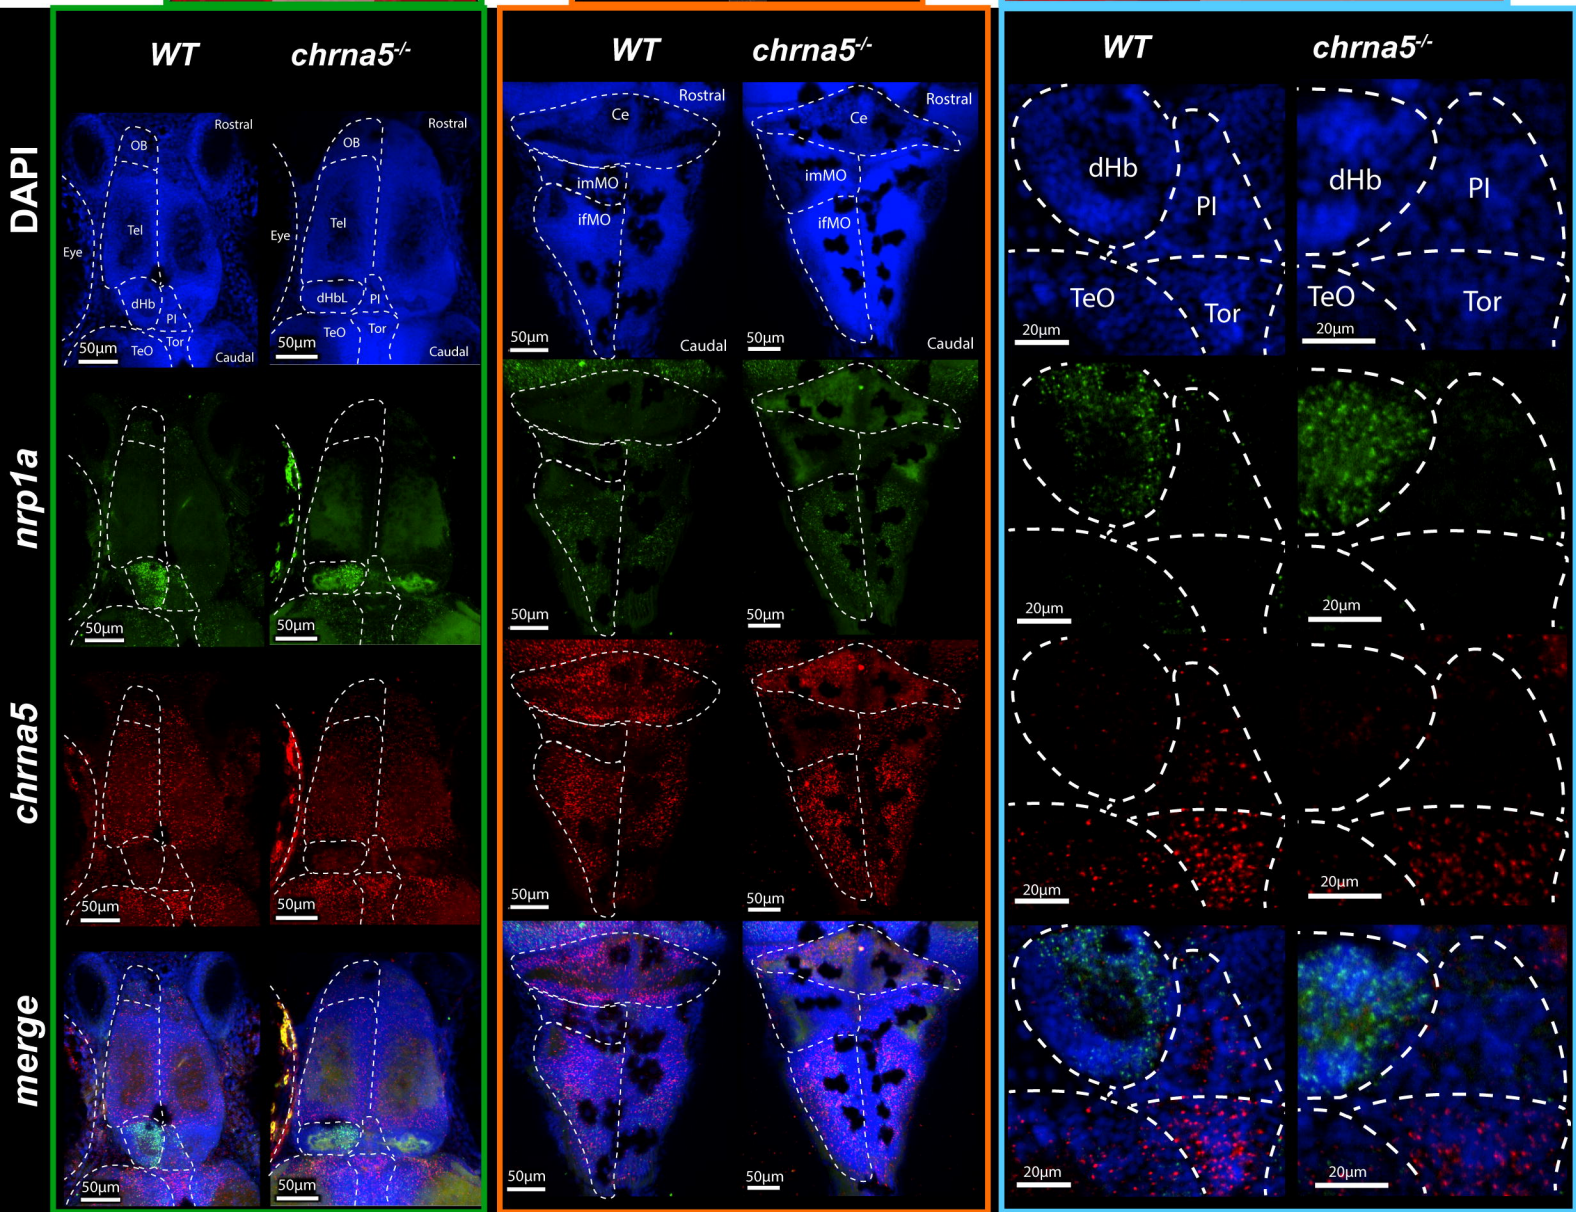 WT chrna5-/- WT chrna5-/- WT chrna5-/-
DAPI
Rostral
OB
Tel
Eye
dHb
PI
Tor
TeO
50µm
Caudal
Rostral
OB
Tel
Eye
dHbL
PI
TeO
Tor
50µm
Caudal
Rostral
Ce
imMO
ifMO
50µm
Caudal
Rostral
Ce
imMO
ifMO
50µm
Caudal
dHb
PI
TeO
Tor
20µm
dHb
PI
TeO
Tor
20µm
nrp1a
50µm
50µm
50µm
50µm
20µm
20µm
chrna5
50µm
50µm
50µm
50µm
20µm
20µm
merge
50µm
50µm
50µm
50µm
20µm
20µm